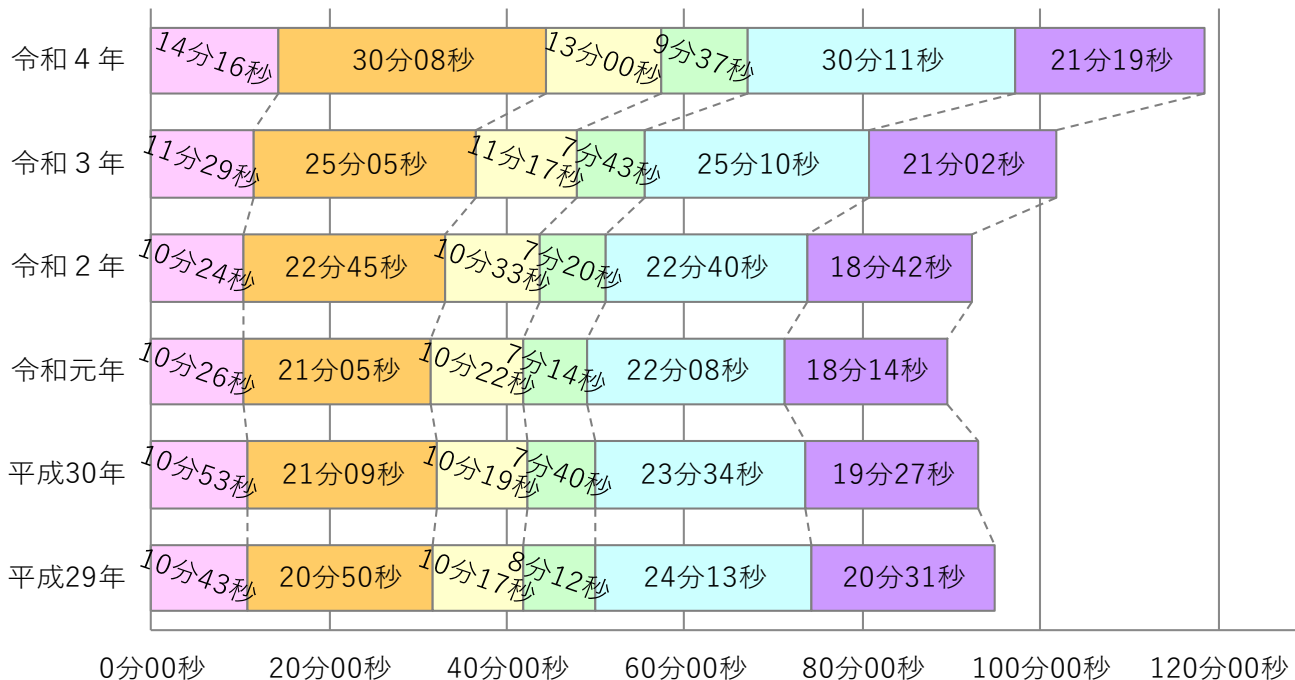 令和４年 14分16秒 30分08秒 13分00秒 9分37秒 30分11秒 21分19秒
令和３年 11分29秒 25分05秒 11分17秒 7分43秒 25分10秒 21分02秒
令和２年 10分24秒 22分45秒 10分33秒 7分20秒 22分40秒 18分42秒
令和元年 10分26秒 21分05秒 10分22秒 7分14秒 22分08秒 18分14秒
平成30年 10分53秒 21分09秒 10分19秒 7分40秒 23分34秒 19分27秒
平成29年 10分43秒 20分50秒 10分17秒 8分12秒 24分13秒 20分31秒
0分00秒 20分00秒 40分00秒 60分00秒 80分00秒 100分00秒 120分00秒